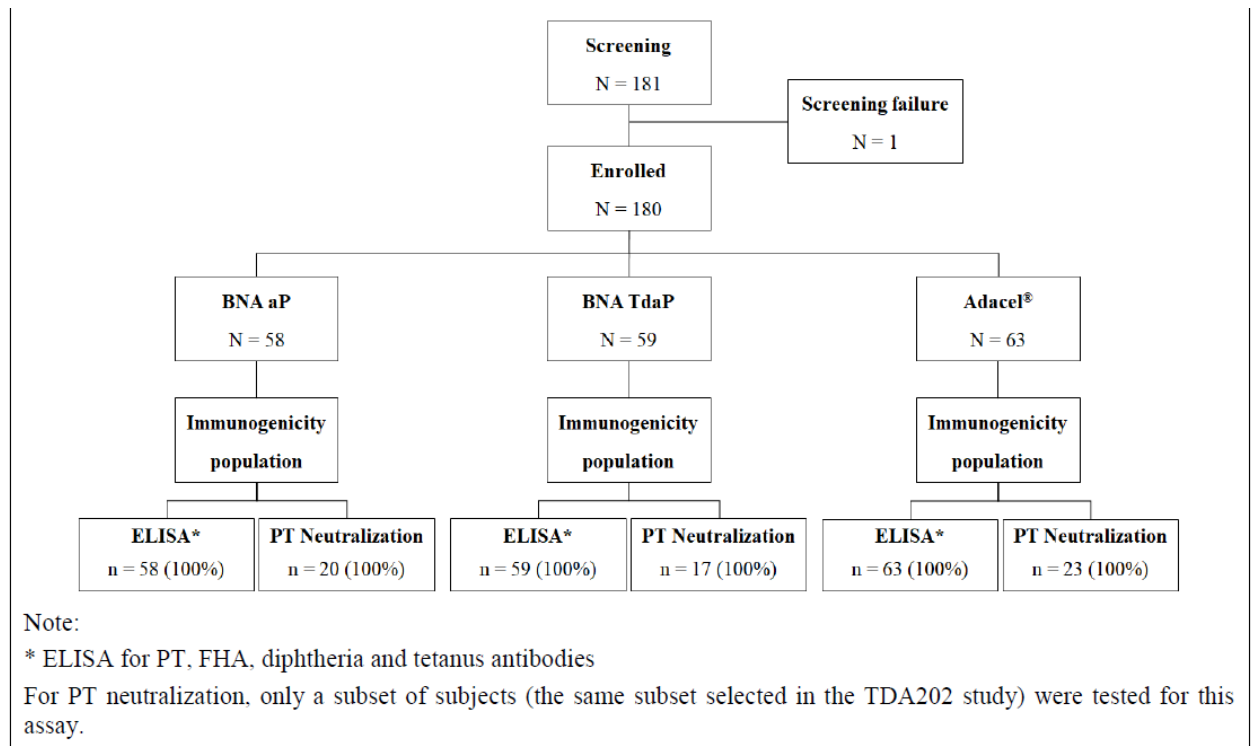 Screening
N = 181
Screening failure
N = 1
Enrolled
N = 180
BNA aP
N = 58
BNA TdaP
N = 59
Adacel®
N = 63
Immunogenicity
population
Immunogenicity
population
Immunogenicity
population
ELISA*
n = 58 (100%)
PT Neutralization
n = 20 (100%)
ELISA*
n = 59 (100%)
PT Neutralization
n = 17 (100%)
ELISA*
n = 63 (100%)
PT Neutralization
n = 23 (100%)
Note:
* ELISA for PT, FHA, diphtheria and tetanus antibodies
For PT neutralization, only a subset of subjects (the same subset selected in the TDA202 study) were tested for this
assay.